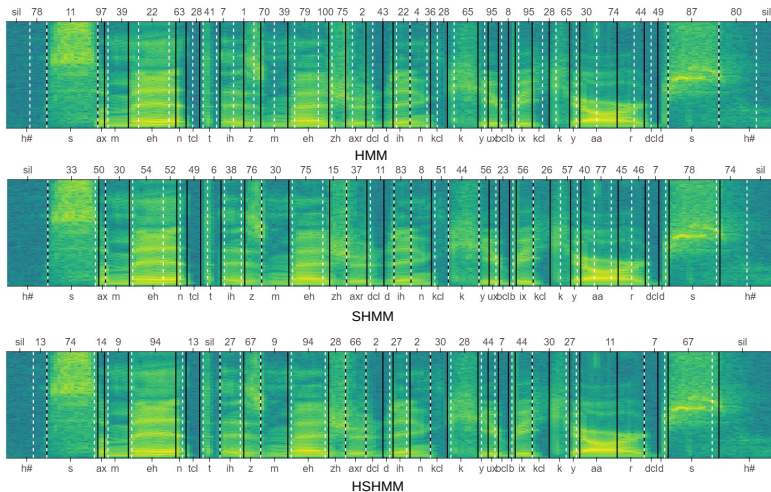 sil 78 11 97 39 22 63 28 41 7 1 70 39 79 100 75 2 43 22 4 36 28 65 95 8 95 28 65 30 74 44 49 87 80 sil
h# s ax m eh n tcl t ih z m eh zh axr dcl d ih n kcl k y ux bcl b ix kcl k y aa r dcl d s h#
HMM
sil 33 50 30 54 52 49 6 38 76 30 75 15 37 11 83 8 51 44 56 23 56 26 57 40 77 45 46 7 78 74 sil
h# s ax m eh n tcl t ih z m eh zh axr dcl d ih n kcl k y ux bcl b ix kcl k y aa r dcl d s h#
SHMM
sil 13 74 14 9 94 13 sil 27 67 9 94 28 66 2 27 2 30 28 44 7 44 30 27 11 7 67 sil
h# s ax m eh n tcl t ih z m eh zh axr dcl d ih n kcl k y ux bcl b ix kcl k y aa r dcl d s h#
HSHMM